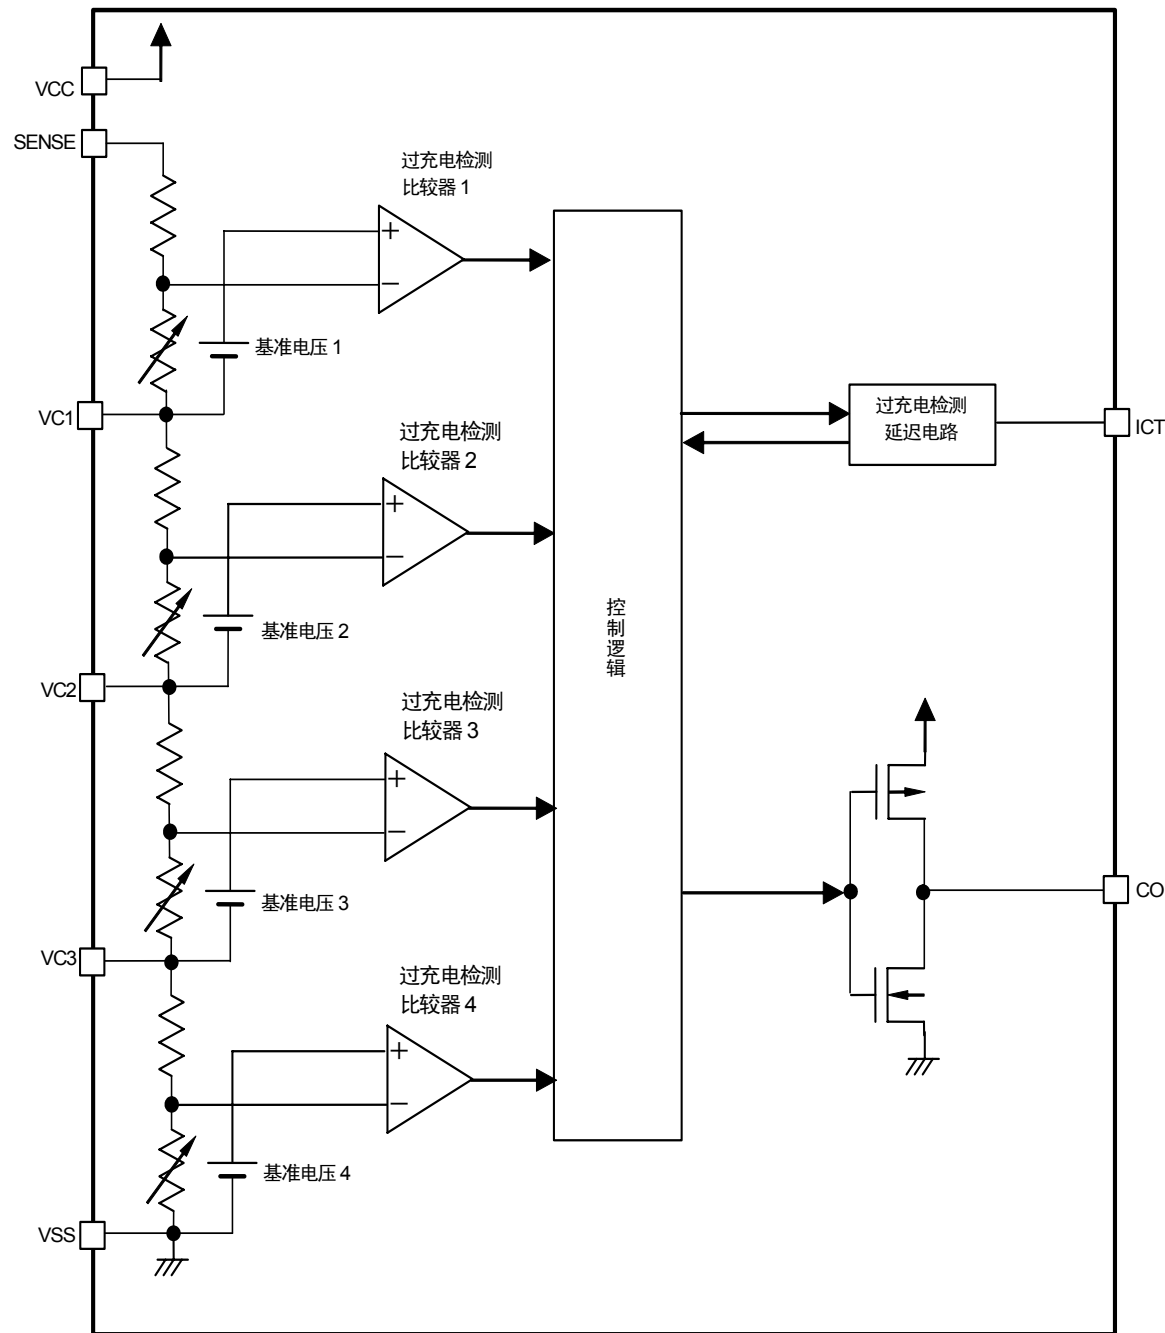 VCC
SENSE
过充电检测
比较器 1
+
−
基准电压 1
VC1
过充电检测
比较器 2
+
−
基准电压 2
VC2
过充电检测
比较器 3
+
−
基准电压 3
VC3
过充电检测
比较器 4
+
−
基准电压 4
VSS
控
制
逻
辑
过充电检测
延迟电路
ICT
CO